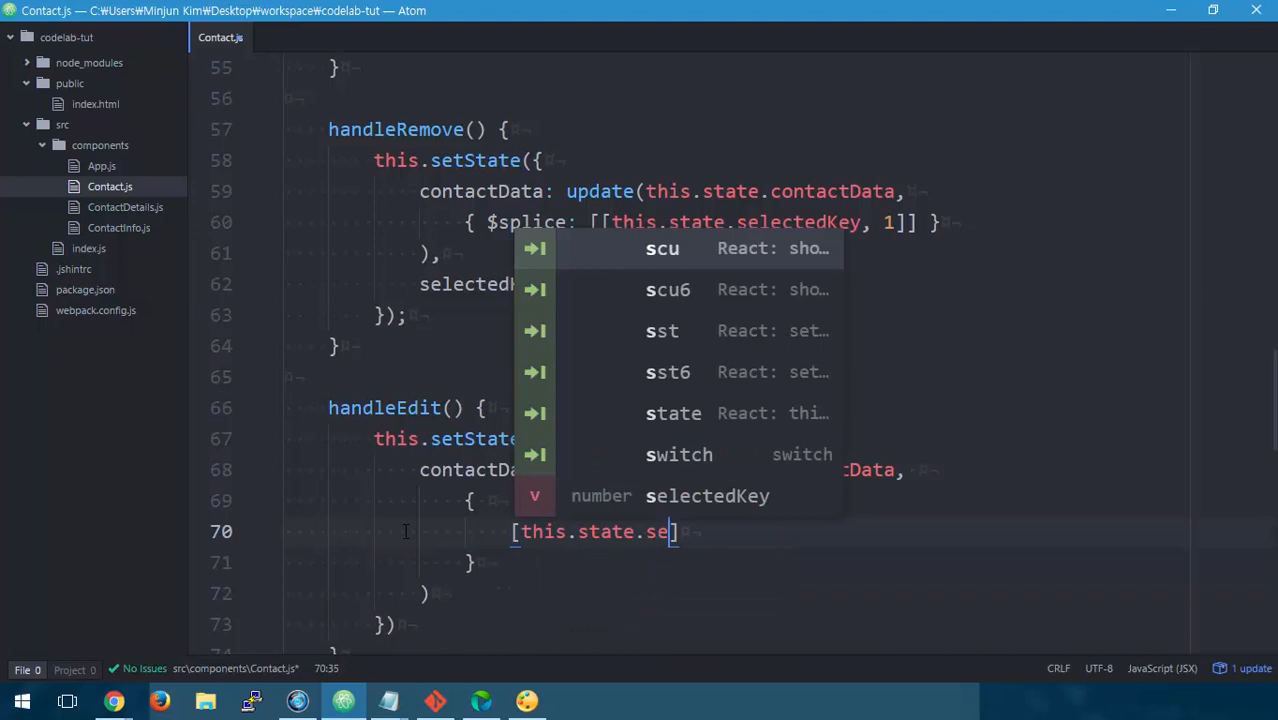 Contact.js — C:\Users\Minjun Kim\Desktop\workspace\codelab-tut — Atom
codelab-tut
node_modules
public
index.html
src
components
App.js
Contact.js
ContactDetails.js
ContactInfo.js
index.js
.jshintrc
package.json
webpack.config.js
Contact.js
55 }
56
57 handleRemove() {
58 this.setState({
59 contactData: update(this.state.contactData,
60 { $splice: [[this.state.selectedKey, 1]] }
61 ),
62 selectedK
63 });
64 }
65
66 handleEdit() {
67 this.setState
68 contactDa tData,
69 {
70 [this.state.se]
71 }
72 )
73 })
}
scu React: sho…
scu6 React: sho…
sst React: set…
sst6 React: set…
state React: thi…
switch switch
v number selectedKey
File 0 Project 0 No Issues src\components\Contact.js* 70:35 CRLF UTF-8 JavaScript (JSX) 1 update